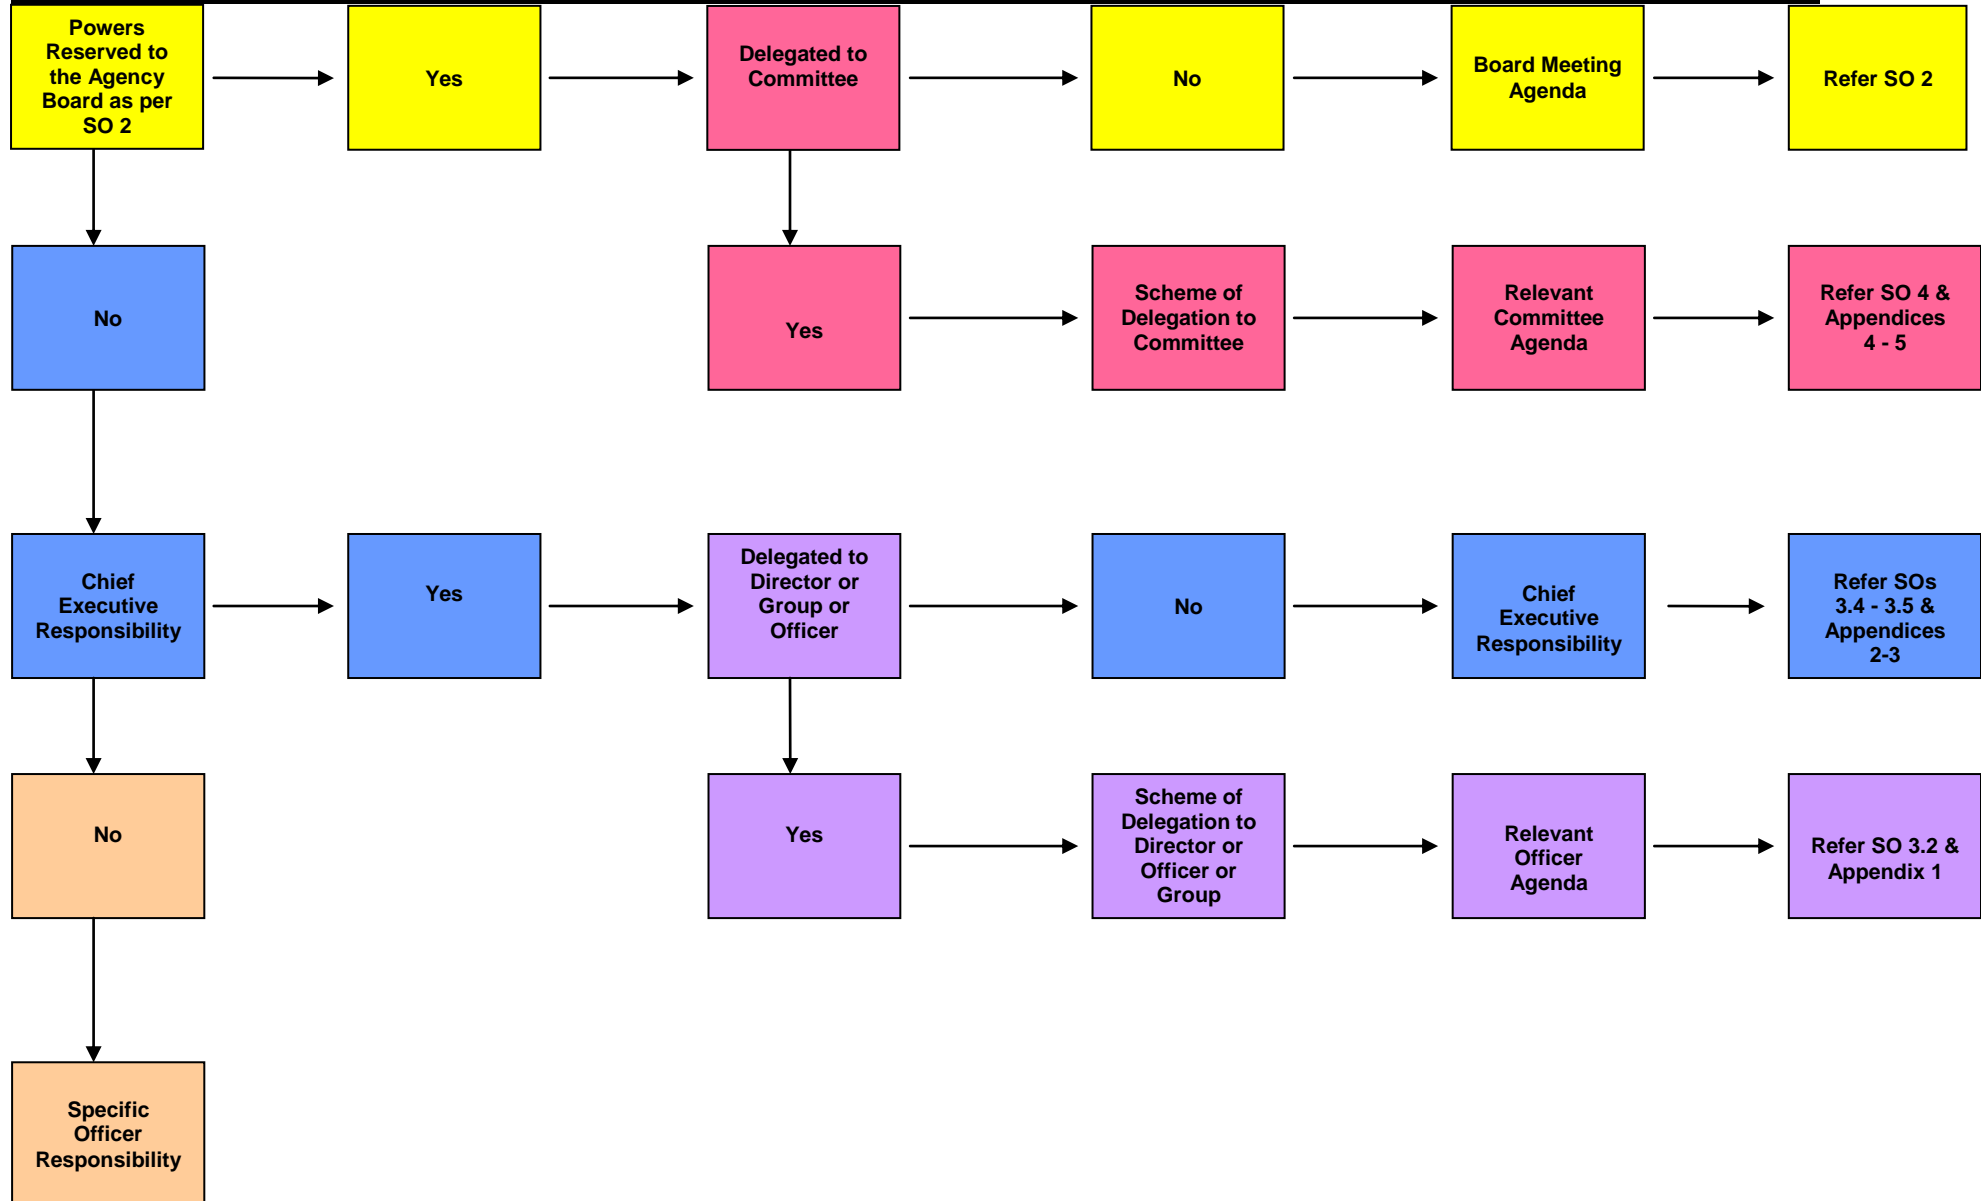 Powers
Reserved to
the Agency
Board as per
SO 2
Yes
Delegated to
Committee
No
Board Meeting
Agenda
Refer SO 2
No
Yes
Scheme of
Delegation to
Committee
Relevant
Committee
Agenda
Refer SO 4 &
Appendices
4 - 5
Chief
Executive
Responsibility
Yes
Delegated to
Director or
Group or
Officer
No
Chief
Executive
Responsibility
Refer SOs
3.4 - 3.5 &
Appendices
2-3
No
Yes
Scheme of
Delegation to
Director or
Officer or
Group
Relevant
Officer
Agenda
Refer SO 3.2 &
Appendix 1
Specific
Officer
Responsibility